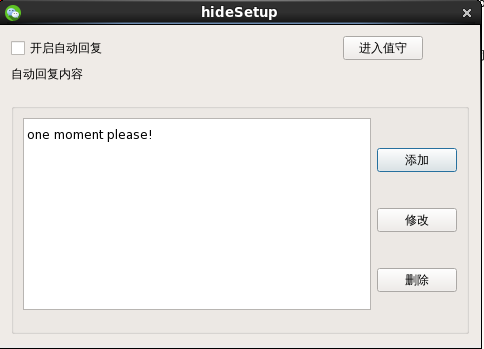 hideSetup
开启自动回复
进入值守
自动回复内容
one moment please!
添加
修改
删除